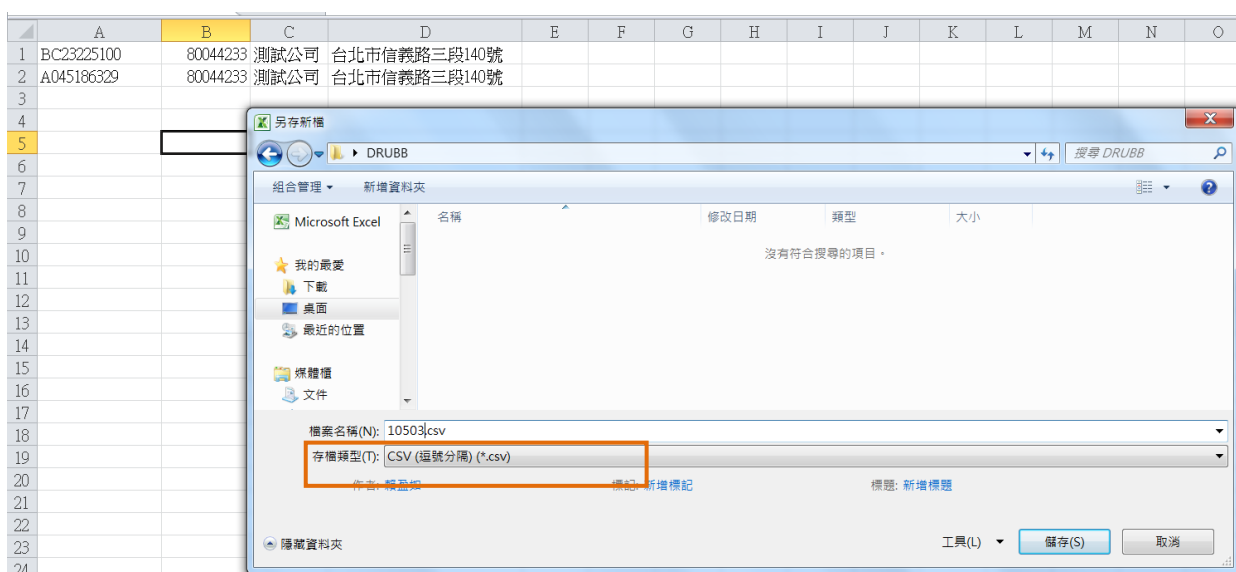 A B C D E F G H I J K L M N O
1 BC23225100 80044233 測試公司 台北市信義路三段140號
2 A045186329 80044233 測試公司 台北市信義路三段140號
3
4
5
6
7
8
9
10
11
12
13
14
15
16
17
18
19
20
21
22
23
24
另存新檔
DRUBB
搜尋 DRUBB
組合管理 新增資料夾
Microsoft Excel
我的最愛
下載
桌面
最近的位置
媒體櫃
文件
名稱 修改日期 類型 大小
沒有符合搜尋的項目。
檔案名稱(N): 10503.csv
存檔類型(T): CSV (逗號分隔) (*.csv)
作者: 賴盈如 標記: 新增標記 標題: 新增標題
隱藏資料夾 工具(L) 儲存(S) 取消